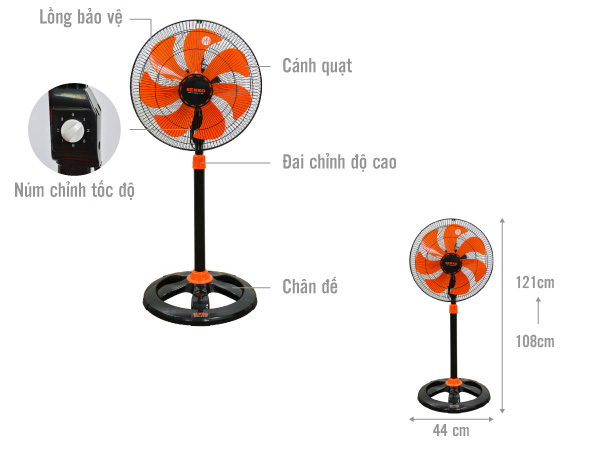 Lồng bảo vệ
Cánh quạt
Núm chỉnh tốc độ
Đai chỉnh độ cao
Chân đế
121cm
108cm
44 cm